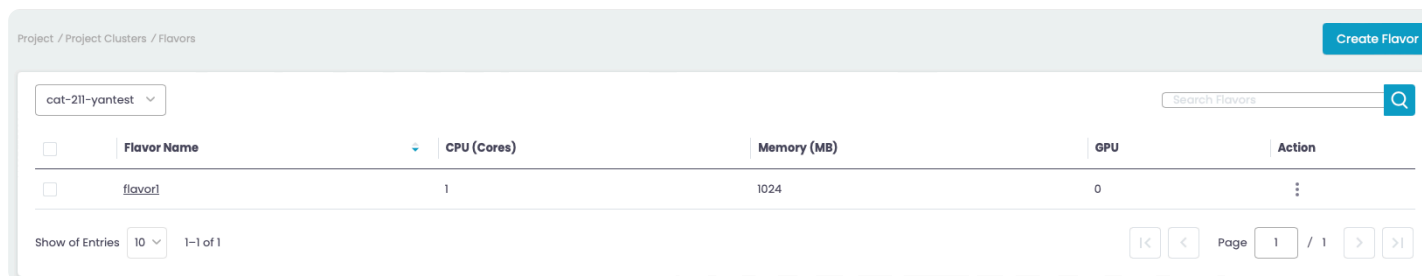 Project / Project Clusters / Flavors
Create Flavor
cat-211-yantest
Search Flavors
Flavor Name CPU (Cores) Memory (MB) GPU Action
flavor1 1 1024 0
Show of Entries 10 1-1 of 1 Page 1 / 1